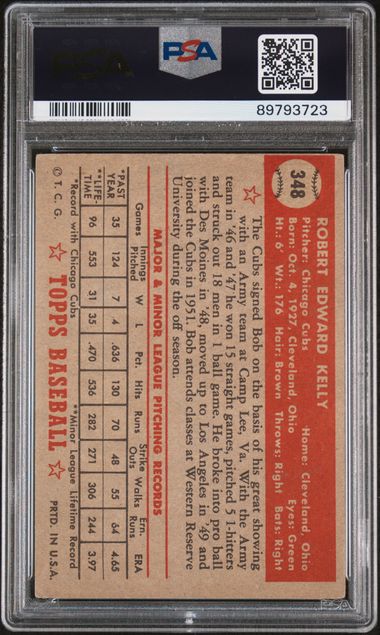 PSA
PSA
89793723
348
ROBERT EDWARD KELLY
Pitcher: Chicago Cubs Home: Cleveland, Ohio
Born: Oct. 4, 1927, Cleveland, Ohio Eyes: Green
Ht.: 6' Wt.: 176 Hair: Brown Throws: Right Bats: Right
The Cubs signed Bob on the basis of his great showing
with an Army team at Camp Lee, Va. With the Army
team in '46 and '47 he won 15 straight games, pitched 5 1-hitters
and struck out 18 men in 1 ball game. He broke into pro ball
with Des Moines in '48, moved up to Los Angeles in '49 and
joined the Cubs in 1951. Bob attends classes at Western Reserve
University during the off season.
MAJOR & MINOR LEAGUE PITCHING RECORDS
Games Innings Pitched W L Pct. Hits Runs Strike Outs Walks Ern. Runs ERA
*PAST YEAR 35 124 7 4 .636 130 70 48 55 64 4.65
**LIFE-TIME 96 553 31 35 .470 536 282 271 306 244 3.97
*Record with Chicago Cubs **Minor League Lifetime Record
© T. C. G. TOPPS BASEBALL PRTD. IN U.S.A.